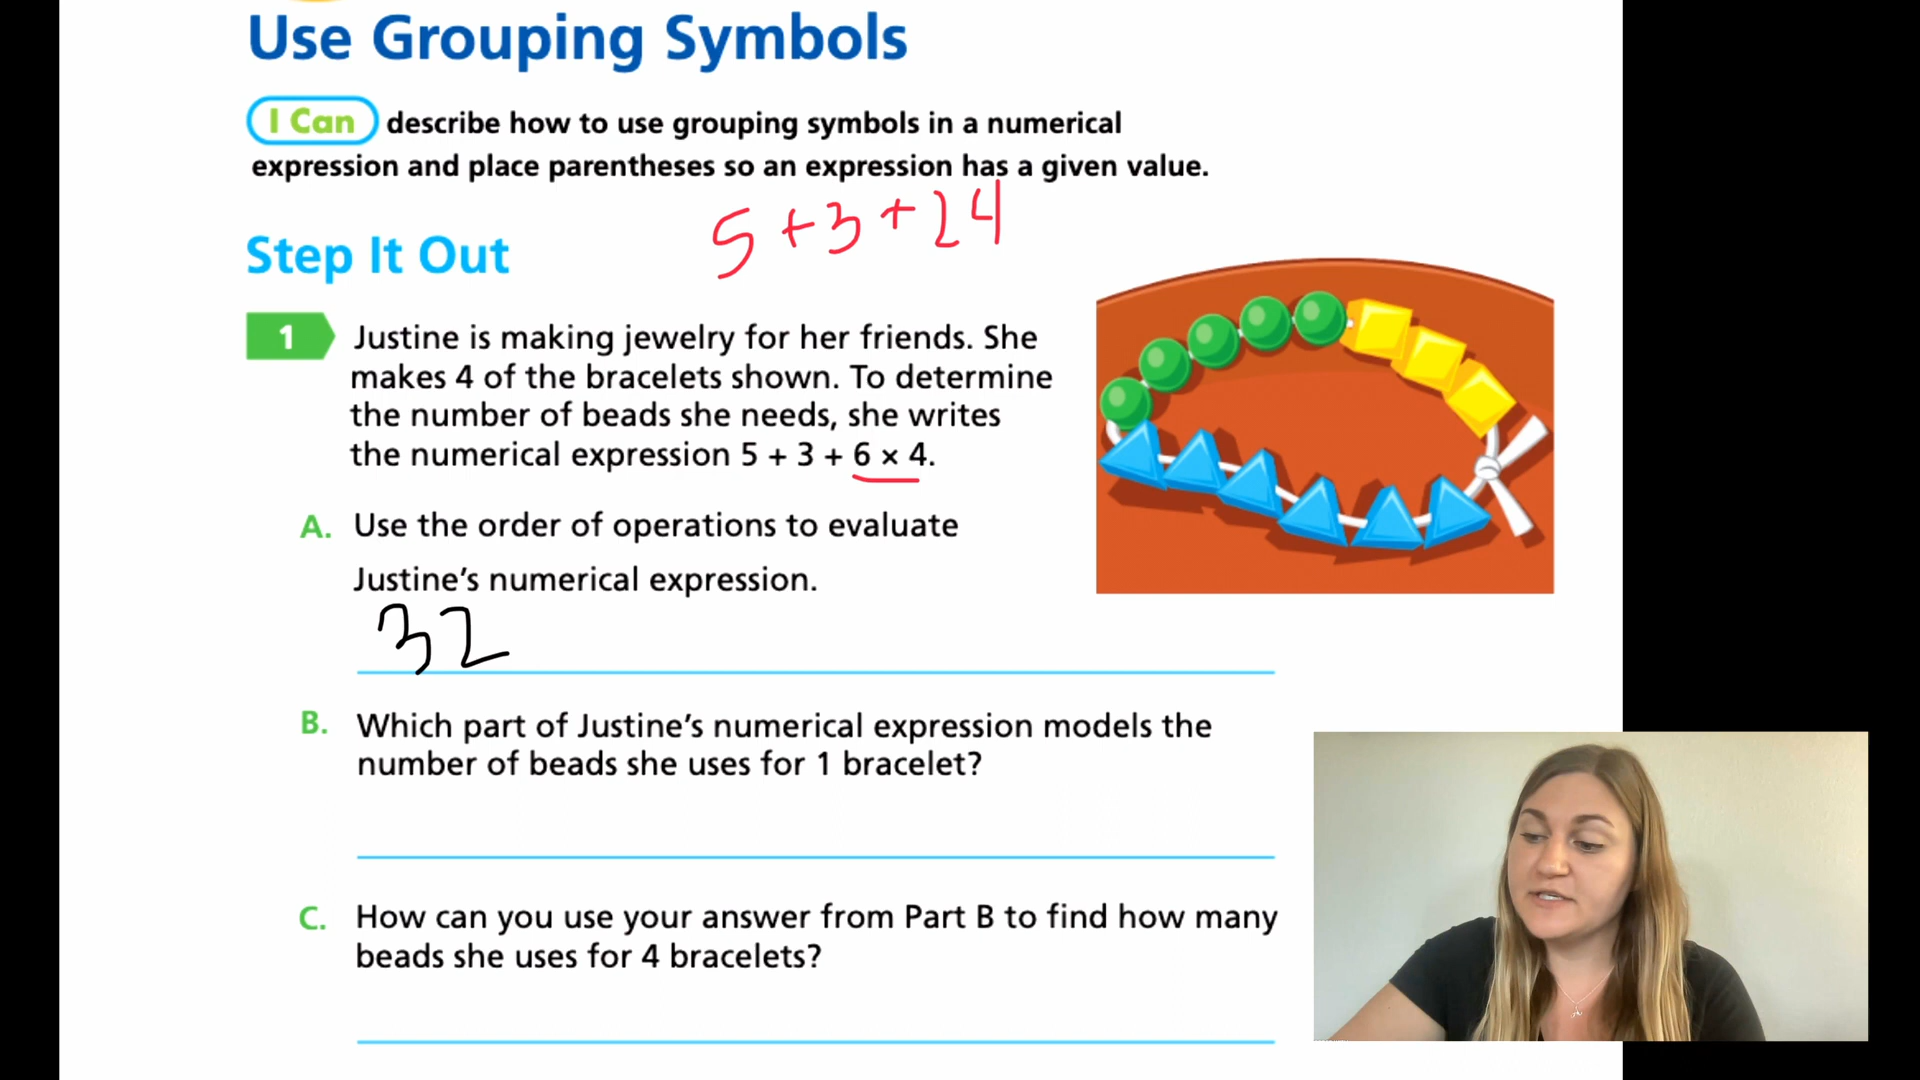 Use Grouping Symbols
I Can describe how to use grouping symbols in a numerical
expression and place parentheses so an expression has a given value.
5 + 3 + 24
Step It Out
1 Justine is making jewelry for her friends. She
makes 4 of the bracelets shown. To determine
the number of beads she needs, she writes
the numerical expression 5 + 3 + 6 × 4.
A. Use the order of operations to evaluate
Justine’s numerical expression.
32
B. Which part of Justine’s numerical expression models the
number of beads she uses for 1 bracelet?
C. How can you use your answer from Part B to find how many
beads she uses for 4 bracelets?